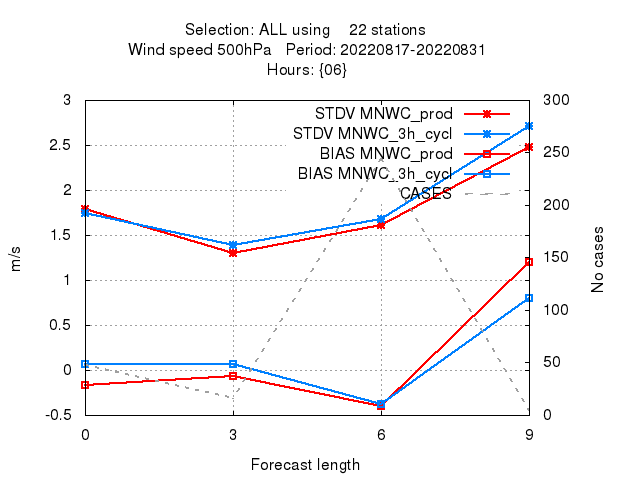 Selection: ALL using    22 stations
Wind speed 500hPa   Period: 20220817-20220831
Hours: {06}
3
2.5
2
1.5
1
0.5
0
-0.5
300
250
200
150
100
50
0
STDV MNWC_prod
STDV MNWC_3h_cycl
BIAS MNWC_prod
BIAS MNWC_3h_cycl
CASES
m/s
No cases
0 3 6 9
Forecast length